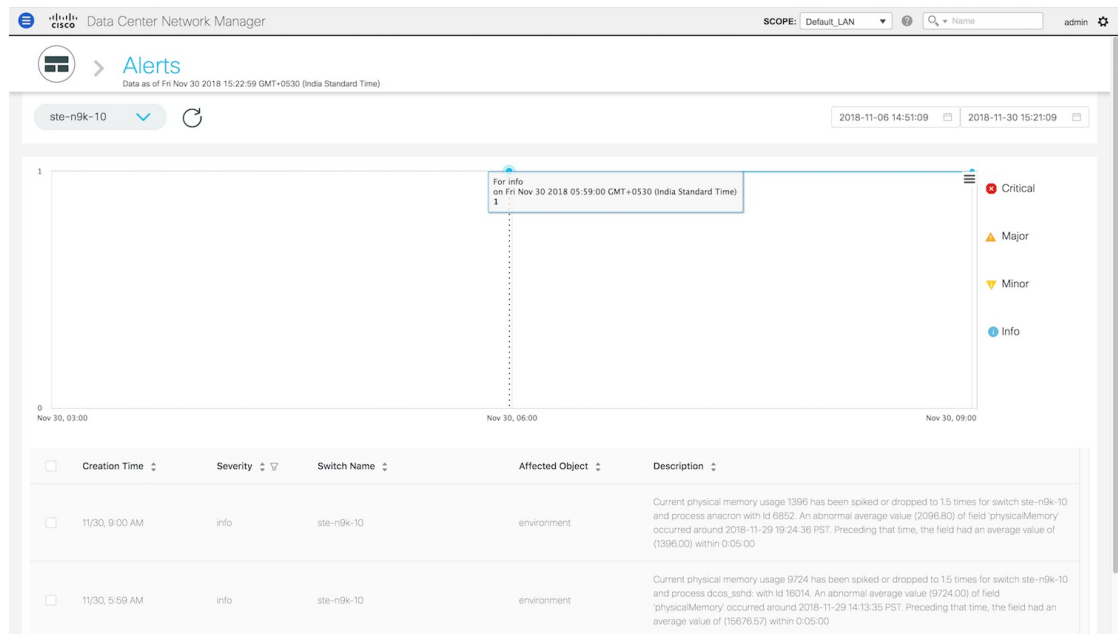 CISCO Data Center Network Manager SCOPE: Default_LAN ? Name admin
Alerts
Data as of Fri Nov 30 2018 15:22:59 GMT+0530 (India Standard Time)
ste-n9k-10 2018-11-06 14:51:09 2018-11-30 15:21:09
1
For info
on Fri Nov 30 2018 05:59:00 GMT+0530 (India Standard Time)
1
Critical
Major
Minor
Info
0
Nov 30, 03:00 Nov 30, 06:00 Nov 30, 09:00
Creation Time Severity Switch Name Affected Object Description
11/30, 9:00 AM info ste-n9k-10 environment
Current physical memory usage 1396 has been spiked or dropped to 1.5 times for switch ste-n9k-10
and process anacron with Id 6852. An abnormal average value (2096.80) of field 'physicalMemory'
occurred around 2018-11-29 19:24:36 PST. Preceding that time, the field had an average value of
(1396.00) within 0:05:00
11/30, 5:59 AM info ste-n9k-10 environment
Current physical memory usage 9724 has been spiked or dropped to 1.5 times for switch ste-n9k-10
and process dcos_sshd: with Id 16014. An abnormal average value (9724.00) of field
'physicalMemory' occurred around 2018-11-29 14:13:35 PST. Preceding that time, the field had an
average value of (15676.57) within 0:05:00